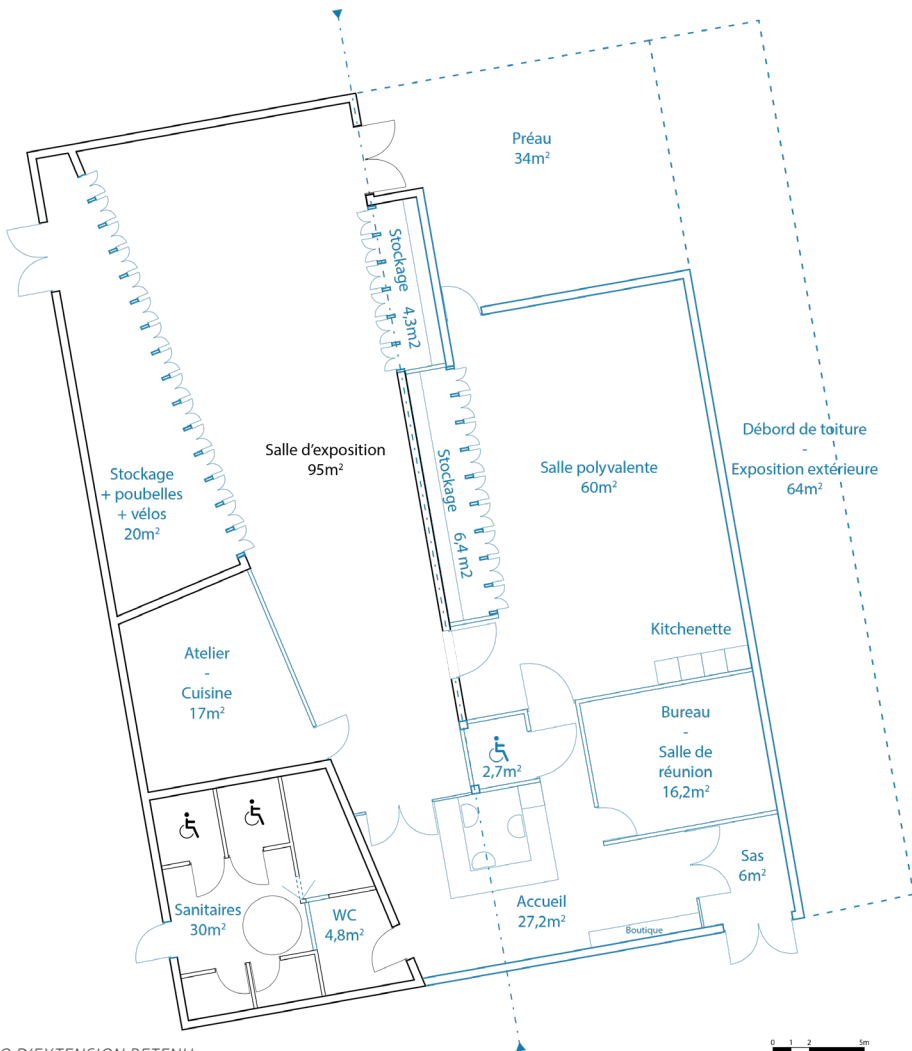 Préau
34m²
Stockage 4,3m2
Salle d'exposition
95m²
Stockage 6,4 m2
Salle polyvalente
60m²
Débord de toiture
-
Exposition extérieure
64m²
Stockage
+ poubelles
+ vélos
20m²
Kitchenette
Atelier
-
Cuisine
17m²
Bureau
-
Salle de
réunion
16,2m²
2,7m²
Sas
6m²
Accueil
27,2m²
Boutique
Sanitaires
30m²
WC
4,8m²
0 1 2 5m
D'EXTENSION RETENU